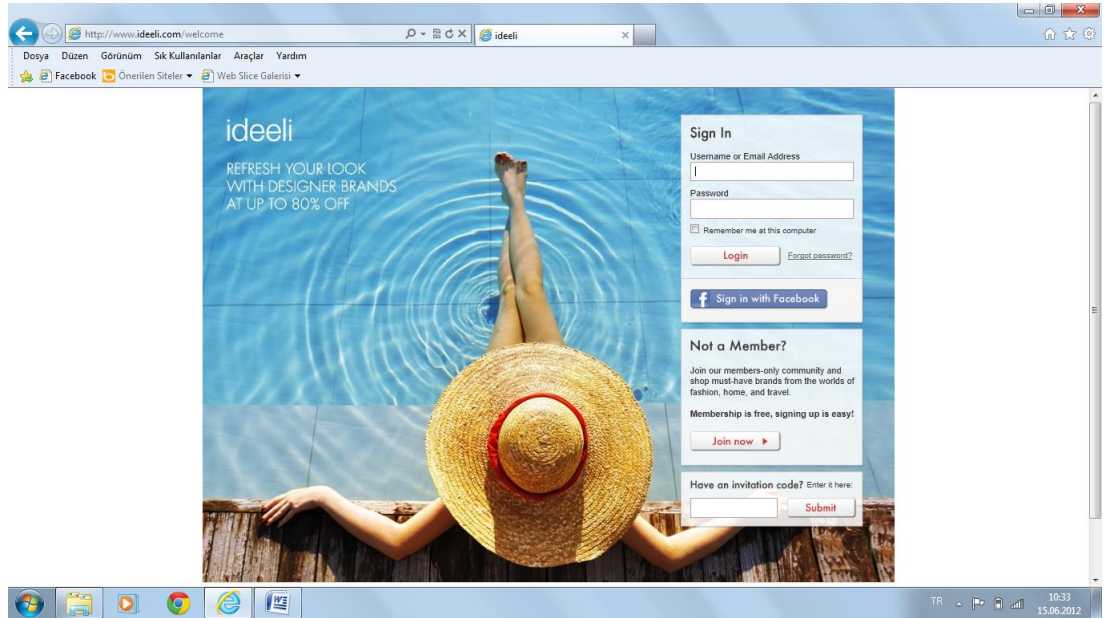 http://www.ideeli.com/welcome
ideeli
Dosya Düzen Görünüm Sık Kullanılanlar Araçlar Yardım
Facebook Önerilen Siteler Web Slice Galerisi
ideeli
REFRESH YOUR LOOK
WITH DESIGNER BRANDS
AT UP TO 80% OFF
Sign In
Username or Email Address
Password
Remember me at this computer
Login Forgot password?
f Sign in with Facebook
Not a Member?
Join our members-only community and
shop must-have brands from the worlds of
fashion, home, and travel.
Membership is free, signing up is easy!
Join now
Have an invitation code? Enter it here:
Submit
TR
10:33
15.06.2012